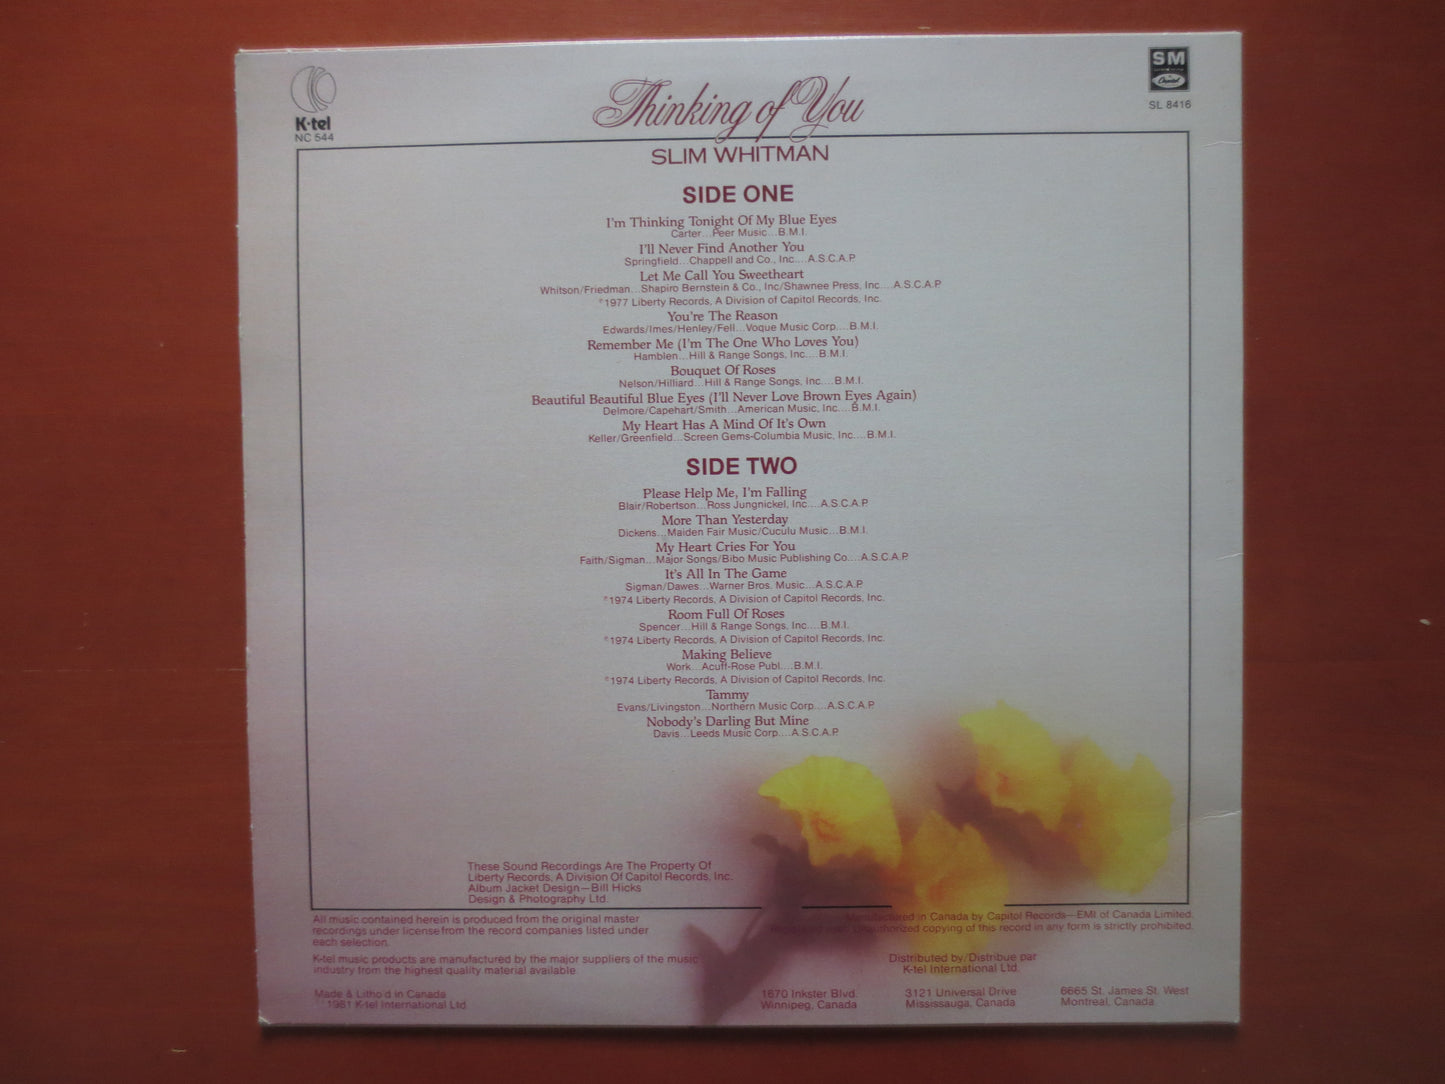 K-tel
NC 544
Thinking of You
SM
Capitol
SL 8416
SLIM WHITMAN
SIDE ONE
I'm Thinking Tonight Of My Blue Eyes
Carter...Peer Music...B.M.I.
I'll Never Find Another You
Springfield...Chappell and Co., Inc....A.S.C.A.P.
Let Me Call You Sweetheart
Whitson/Friedman...Shapiro Bernstein & Co., Inc/Shawnee Press, Inc....A.S.C.A.P.
℗1977 Liberty Records, A Division of Capitol Records, Inc.
You're The Reason
Edwards/Imes/Henley/Fell...Voque Music Corp....B.M.I.
Remember Me (I'm The One Who Loves You)
Hamblen...Hill & Range Songs, Inc....B.M.I.
Bouquet Of Roses
Nelson/Hilliard...Hill & Range Songs, Inc....B.M.I.
Beautiful Beautiful Blue Eyes (I'll Never Love Brown Eyes Again)
Delmore/Capehart/Smith...American Music, Inc....B.M.I.
My Heart Has A Mind Of It's Own
Keller/Greenfield...Screen Gems-Columbia Music, Inc....B.M.I.
SIDE TWO
Please Help Me, I'm Falling
Blair/Robertson...Ross Jungnickel, Inc....A.S.C.A.P.
More Than Yesterday
Dickens...Maiden Fair Music/Cuculu Music...B.M.I.
My Heart Cries For You
Faith/Sigman...Major Songs/Bibo Music Publishing Co....A.S.C.A.P.
It's All In The Game
Sigman/Dawes...Warner Bros. Music...A.S.C.A.P.
℗1974 Liberty Records, A Division of Capitol Records, Inc.
Room Full Of Roses
Spencer...Hill & Range Songs, Inc....B.M.I.
℗1974 Liberty Records, A Division of Capitol Records, Inc.
Making Believe
Work...Acuff-Rose Publ....B.M.I.
℗1974 Liberty Records, A Division of Capitol Records, Inc.
Tammy
Evans/Livingston...Northern Music Corp....A.S.C.A.P.
Nobody's Darling But Mine
Davis...Leeds Music Corp....A.S.C.A.P.
These Sound Recordings Are The Property Of
Liberty Records, A Division Of Capitol Records, Inc.
Album Jacket Design—Bill Hicks
Design & Photography Ltd.
All music contained herein is produced from the original master
recordings under license from the record companies listed under
each selection.
K-tel music products are manufactured by the major suppliers of the music
industry from the highest quality material available.
Made & Litho'd in Canada
1981 K-tel International Ltd.
Manufactured in Canada by Capitol Records—EMI of Canada Limited.
Registered user. Unauthorized copying of this record in any form is strictly prohibited.
Distributed by/Distribue par
K-tel International Ltd.
1670 Inkster Blvd.
Winnipeg, Canada
3121 Universal Drive
Mississauga, Canada
6665 St. James St. West
Montreal, Canada